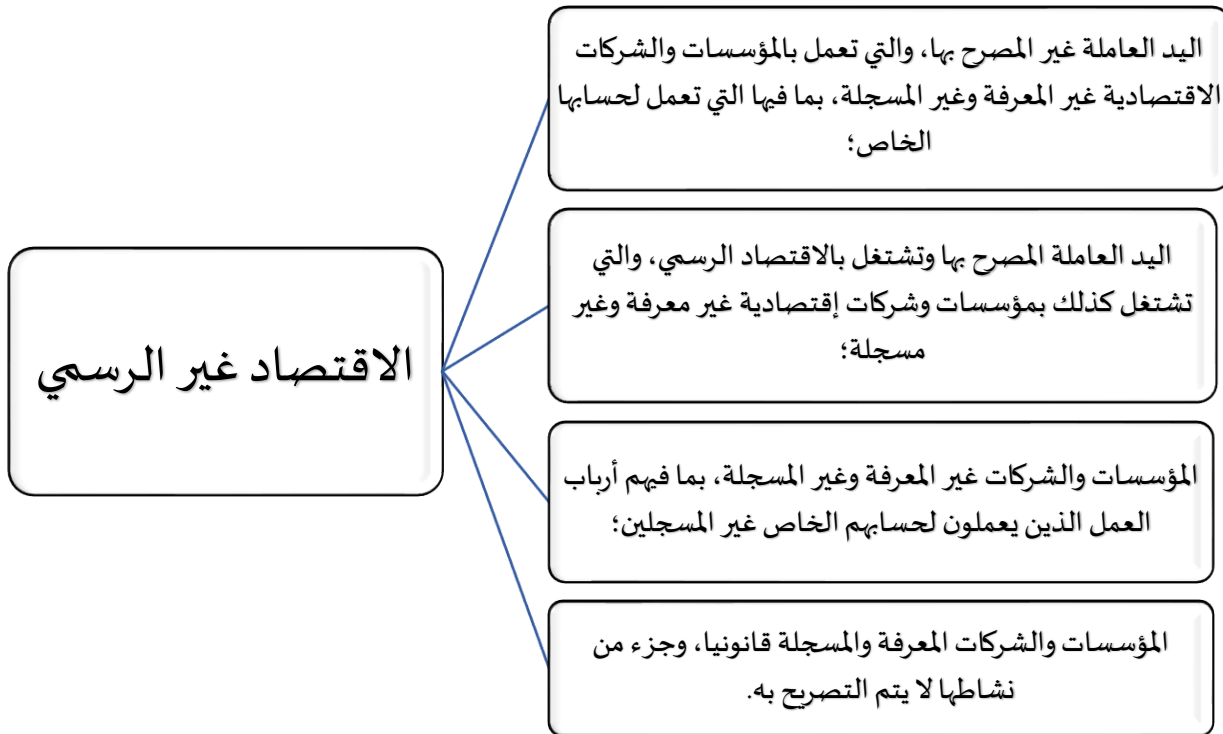 الاقتصاد غير الرسمي
اليد العاملة غير المصرح بها، والتي تعمل بالمؤسسات والشركات
الاقتصادية غير المعرفة وغير المسجلة، بما فيها التي تعمل لحسابها
الخاص؛
اليد العاملة المصرح بها وتشتغل بالاقتصاد الرسمي، والتي
تشتغل كذلك بمؤسسات وشركات إقتصادية غير معرفة وغير
مسجلة؛
المؤسسات والشركات غير المعرفة وغير المسجلة، بما فيهم أرباب
العمل الذين يعملون لحسابهم الخاص غير المسجلين؛
المؤسسات والشركات المعرفة والمسجلة قانونيا، وجزء من
نشاطها لا يتم التصريح به.